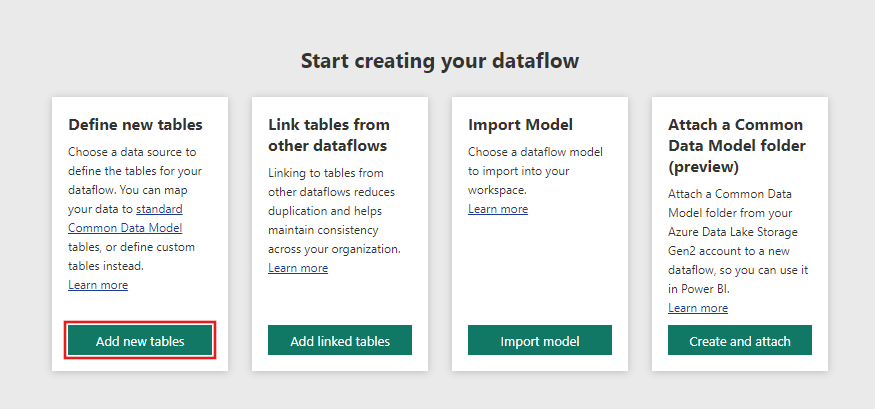 Start creating your dataflow
Define new tables
Choose a data source to
define the tables for your
dataflow. You can map
your data to standard
Common Data Model
tables, or define custom
tables instead.
Learn more
Add new tables
Link tables from
other dataflows
Linking to tables from
other dataflows reduces
duplication and helps
maintain consistency
across your organization.
Learn more
Add linked tables
Import Model
Choose a dataflow model
to import into your
workspace.
Learn more
Import model
Attach a Common
Data Model folder
(preview)
Attach a Common Data
Model folder from your
Azure Data Lake Storage
Gen2 account to a new
dataflow, so you can use it
in Power BI.
Learn more
Create and attach